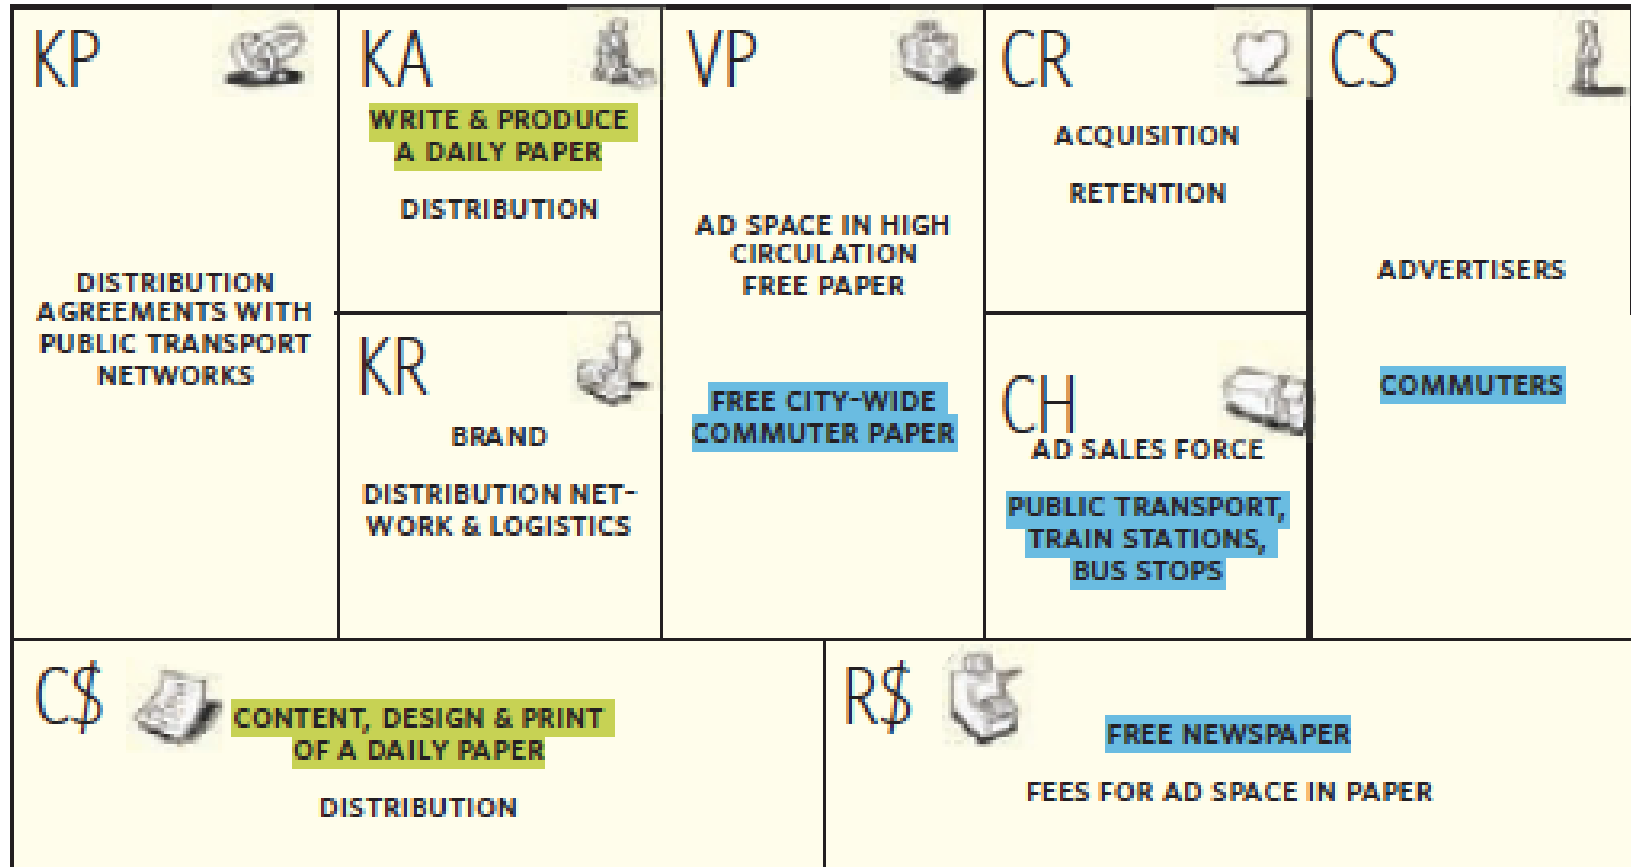 KP
DISTRIBUTION
AGREEMENTS WITH
PUBLIC TRANSPORT
NETWORKS
KA
WRITE & PRODUCE
A DAILY PAPER
DISTRIBUTION
KR
BRAND
DISTRIBUTION NET-
WORK & LOGISTICS
VP
AD SPACE IN HIGH
CIRCULATION
FREE PAPER
FREE CITY-WIDE
COMMUTER PAPER
CR
ACQUISITION
RETENTION
CH
AD SALES FORCE
PUBLIC TRANSPORT,
TRAIN STATIONS,
BUS STOPS
CS
ADVERTISERS
COMMUTERS
C$
CONTENT, DESIGN & PRINT
OF A DAILY PAPER
DISTRIBUTION
R$
FREE NEWSPAPER
FEES FOR AD SPACE IN PAPER